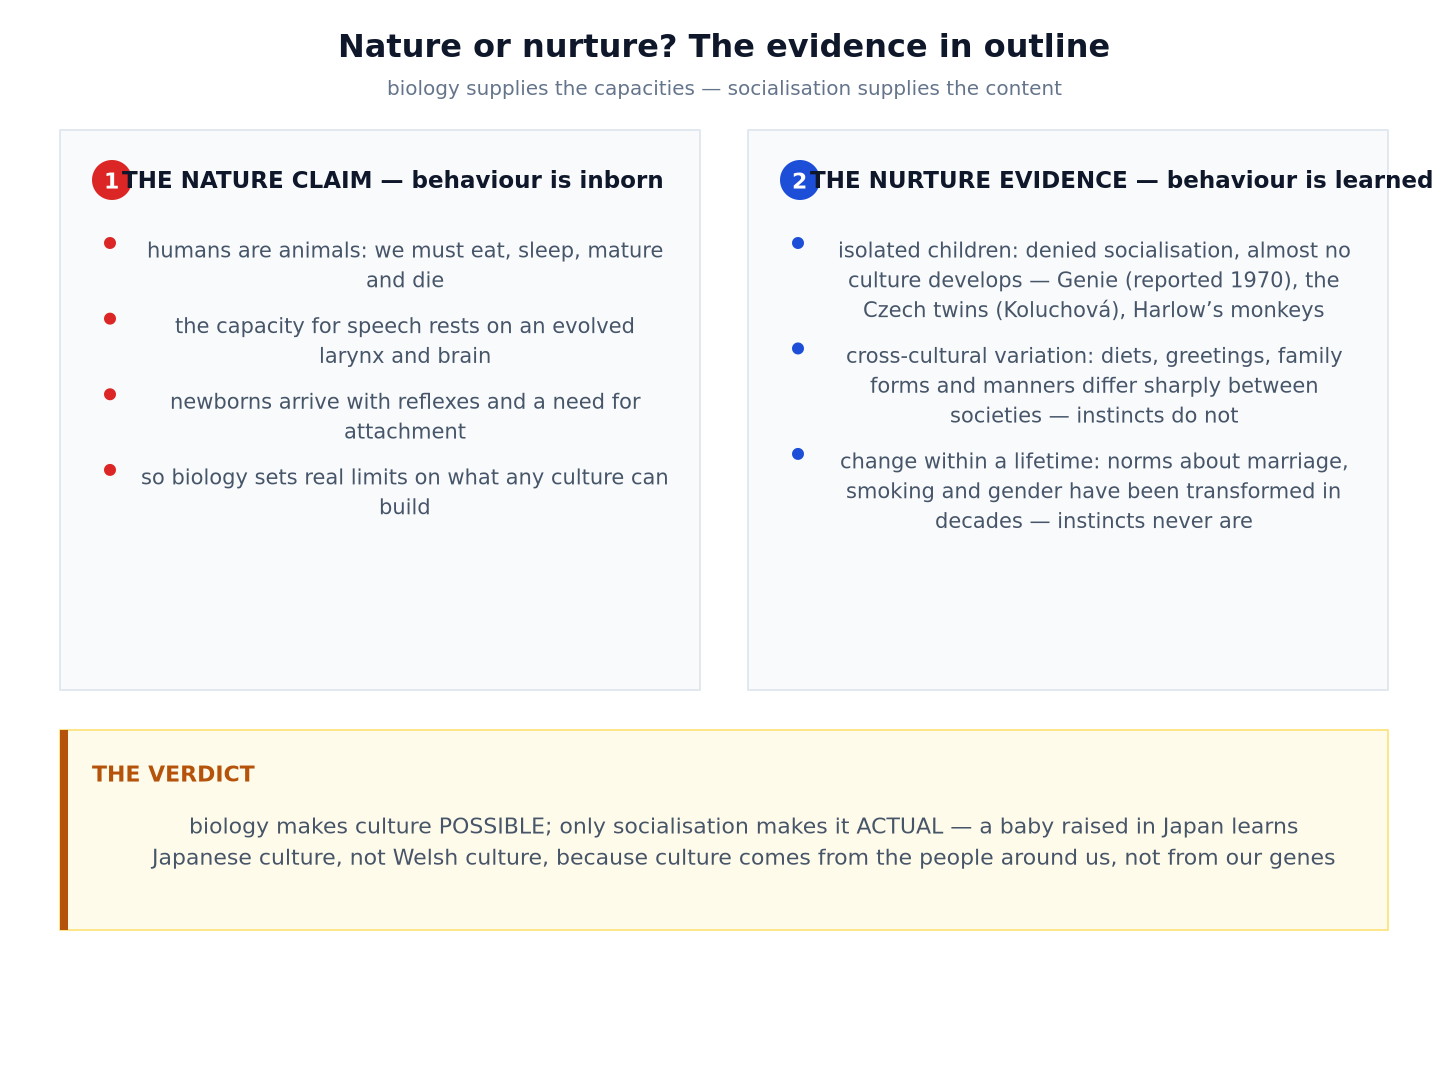 Nature or nurture? The evidence in outline
biology supplies the capacities — socialisation supplies the content
1 THE NATURE CLAIM — behaviour is inborn
humans are animals: we must eat, sleep, mature
and die
the capacity for speech rests on an evolved
larynx and brain
newborns arrive with reflexes and a need for
attachment
so biology sets real limits on what any culture can
build
2 THE NURTURE EVIDENCE — behaviour is learned
isolated children: denied socialisation, almost no
culture develops — Genie (reported 1970), the
Czech twins (Koluchová), Harlow’s monkeys
cross-cultural variation: diets, greetings, family
forms and manners differ sharply between
societies — instincts do not
change within a lifetime: norms about marriage,
smoking and gender have been transformed in
decades — instincts never are
THE VERDICT
biology makes culture POSSIBLE; only socialisation makes it ACTUAL — a baby raised in Japan learns
Japanese culture, not Welsh culture, because culture comes from the people around us, not from our genes